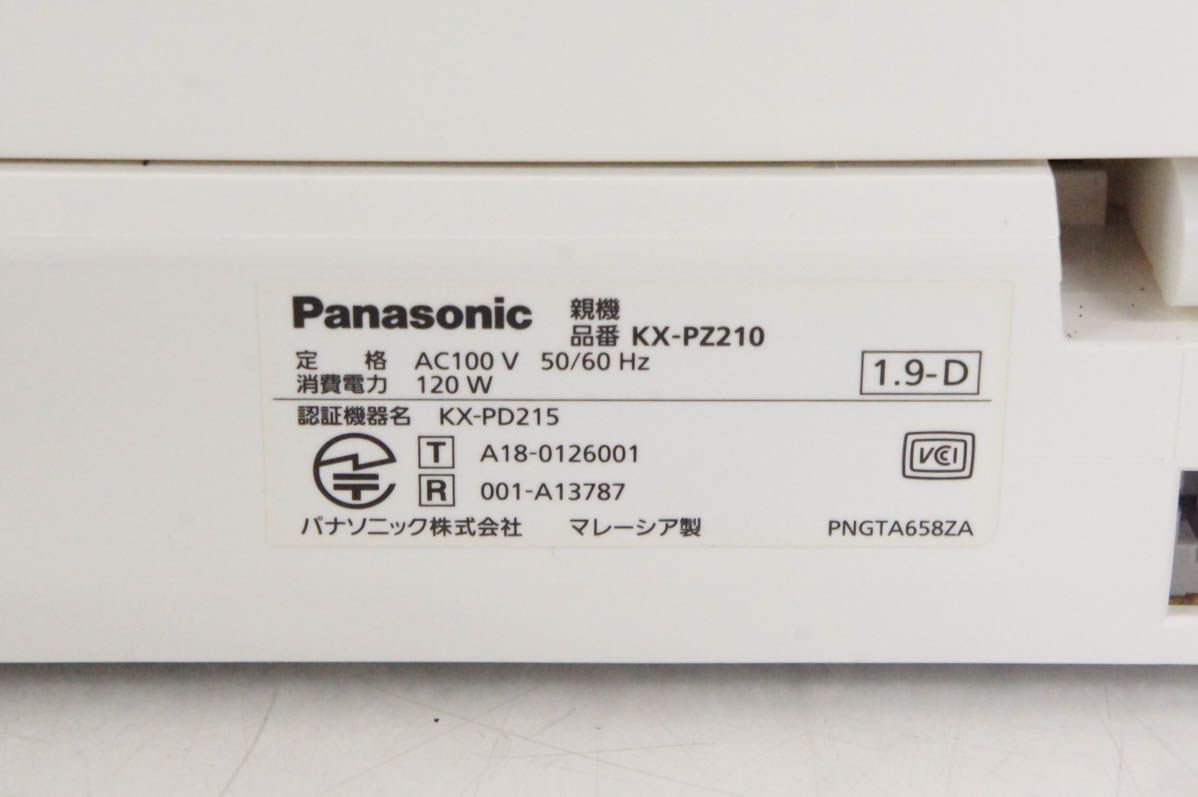 Panasonic 親機
品番 KX-PZ210
定 格 AC100 V 50/60 Hz
消費電力 120 W
1.9-D
認証機器名 KX-PD215
T A18-0126001
R 001-A13787
VCCI
パナソニック株式会社 マレーシア製 PNGTA658ZA